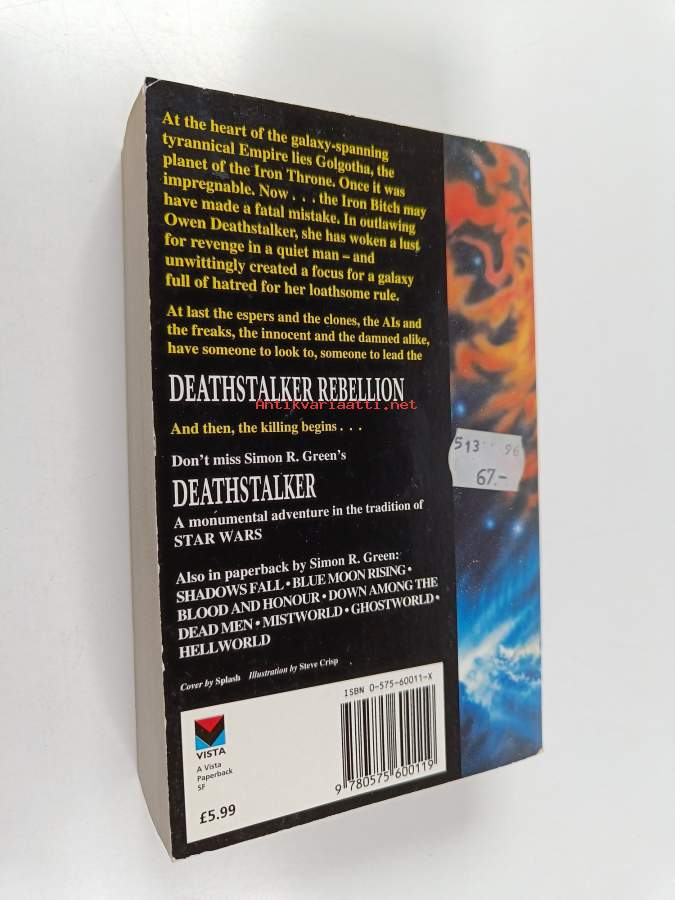 At the heart of the galaxy-spanning
tyrannical Empire lies Golgotha, the
planet of the Iron Throne. Once it was
impregnable. Now . . . the Iron Bitch may
have made a fatal mistake. In outlawing
Owen Deathstalker, she has woken a lust
for revenge in a quiet man – and
unwittingly created a focus for a galaxy
full of hatred for her loathsome rule.
At last the espers and the clones, the AIs and
the freaks, the innocent and the damned alike,
have someone to look to, someone to lead the
DEATHSTALKER REBELLION
Antikvariaatti.net
And then, the killing begins . . .
Don't miss Simon R. Green's
DEATHSTALKER
A monumental adventure in the tradition of
STAR WARS
Also in paperback by Simon R. Green:
SHADOWS FALL • BLUE MOON RISING •
BLOOD AND HONOUR • DOWN AMONG THE
DEAD MEN • MISTWORLD • GHOSTWORLD •
HELLWORLD
Cover by Splash Illustration by Steve Crisp
513 96
67.-
VISTA
A Vista
Paperback
SF
£5.99
ISBN 0-575-60011-X
9 780575 600119